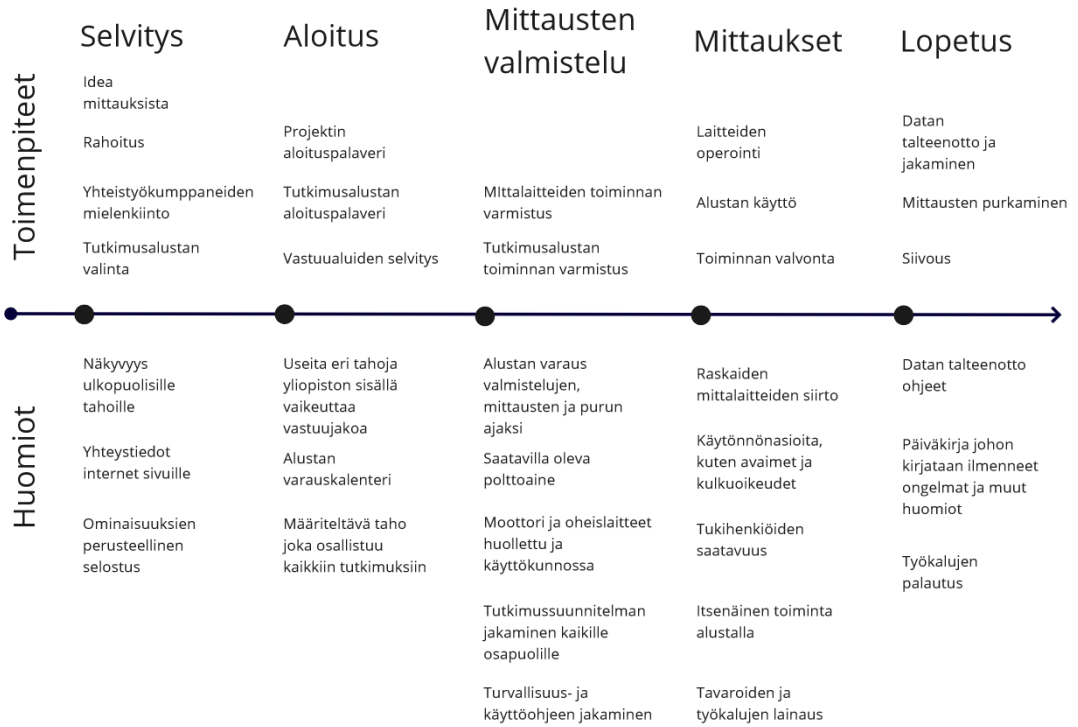 Selvitys
Aloitus
Mittausten
valmistelu
Mittaukset
Lopetus
Toimenpiteet
Idea
mittauksista
Rahoitus
Yhteistyökumppaneiden
mielenkiinto
Tutkimusalustan
valinta
Projektin
aloituspalaveri
Tutkimusalustan
aloituspalaveri
Vastuualuiden selvitys
MIttalaitteiden toiminnan
varmistus
Tutkimusalustan
toiminnan varmistus
Laitteiden
operointi
Alustan käyttö
Toiminnan valvonta
Datan
talteenotto ja
jakaminen
Mittausten purkaminen
Siivous
Huomiot
Näkyvyys
ulkopuolisille
tahoille
Yhteystiedot
internet sivuille
Ominaisuuksien
perusteellinen
selostus
Useita eri tahoja
yliopiston sisällä
vaikeuttaa
vastuujakoa
Alustan
varauskalenteri
Määriteltävä taho
joka osallistuu
kaikkiin tutkimuksiin
Alustan varaus
valmistelujen,
mittausten ja purun
ajaksi
Saatavilla oleva
polttoaine
Moottori ja oheislaitteet
huollettu ja
käyttökunnossa
Tutkimussuunnitelman
jakaminen kaikille
osapuolille
Turvallisuus- ja
käyttöohjeen jakaminen
Raskaiden
mittalaitteiden siirto
Käytönnönasioita,
kuten avaimet ja
kulkuoikeudet
Tukihenkiöiden
saatavuus
Itsenäinen toiminta
alustalla
Tavaroiden ja
työkalujen lainaus
Datan talteenotto
ohjeet
Päiväkirja johon
kirjataan ilmenneet
ongelmat ja muut
huomiot
Työkalujen
palautus